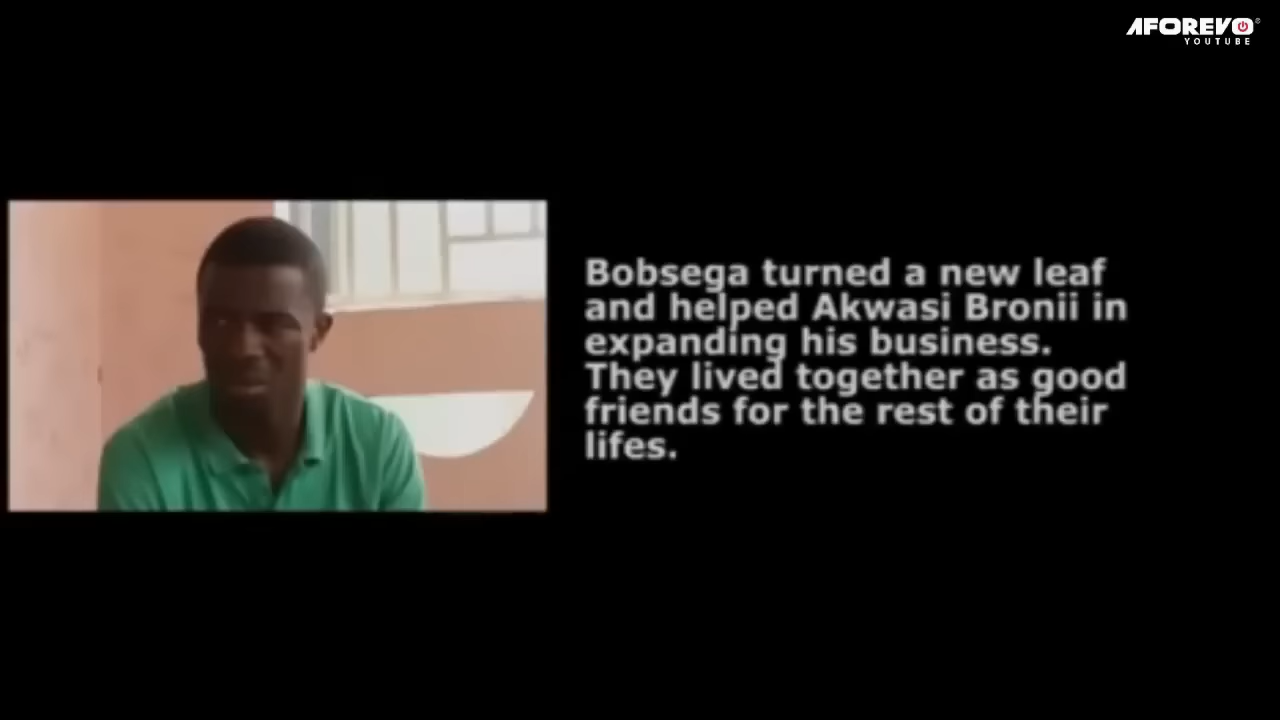 AFOREVO
YOUTUBE
Bobsega turned a new leaf
and helped Akwasi Bronii in
expanding his business.
They lived together as good
friends for the rest of their
lifes.